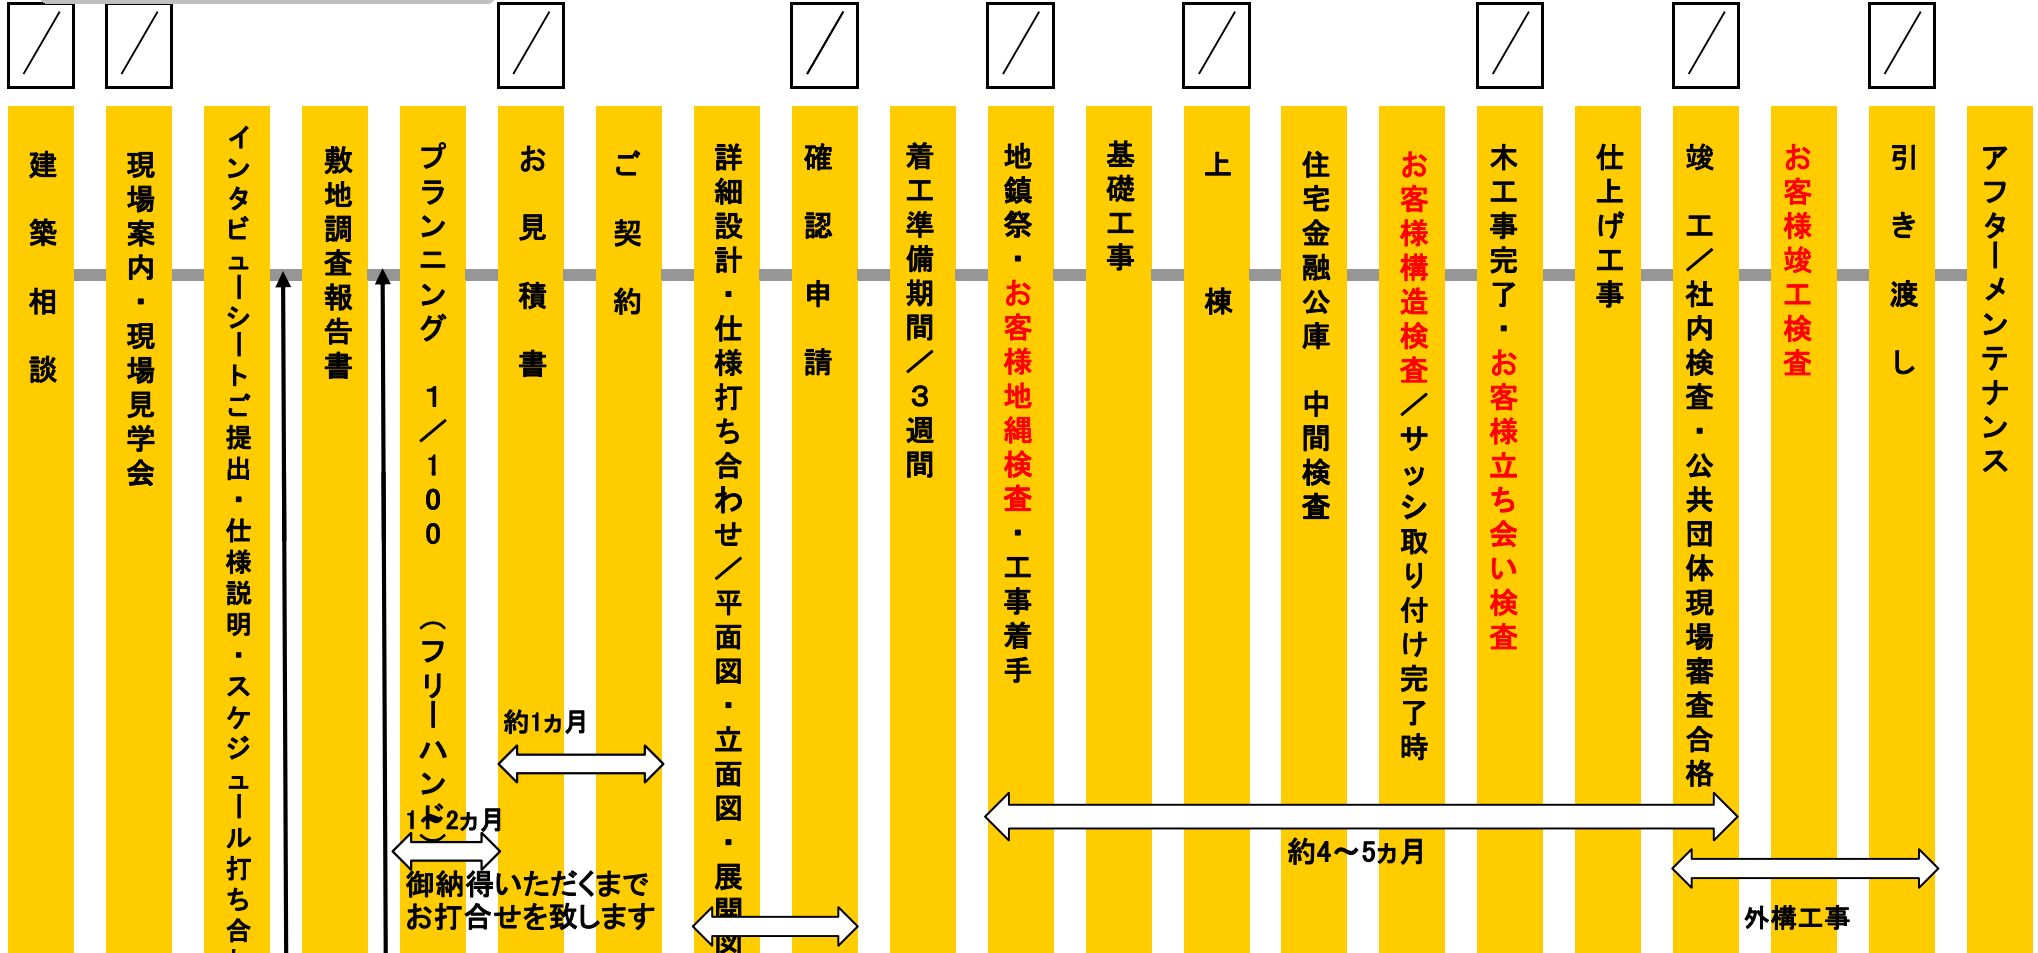 建築相談
現場案内・現場見学会
インタビューシートご提出・仕様説明・スケジュール打ち合
敷地調査報告書
プランニング 1/100 (フリーハンド)
お見積書
ご契約
詳細設計・仕様打ち合わせ/平面図・立面図・展開図
確認申請
着工準備期間/3週間
地鎮祭・お客様地縄検査・工事着手
基礎工事
上棟
住宅金融公庫 中間検査
お客様構造検査/サッシ取り付け完了時
木工事完了・お客様立ち会い検査
仕上げ工事
竣 工/社内検査・公共団体現場審査合格
お客様竣工検査
引き渡し
アフターメンテナンス
約1ヵ月
1~2ヵ月
御納得いただくまで
お打合せを致します
約4~5ヵ月
外構工事